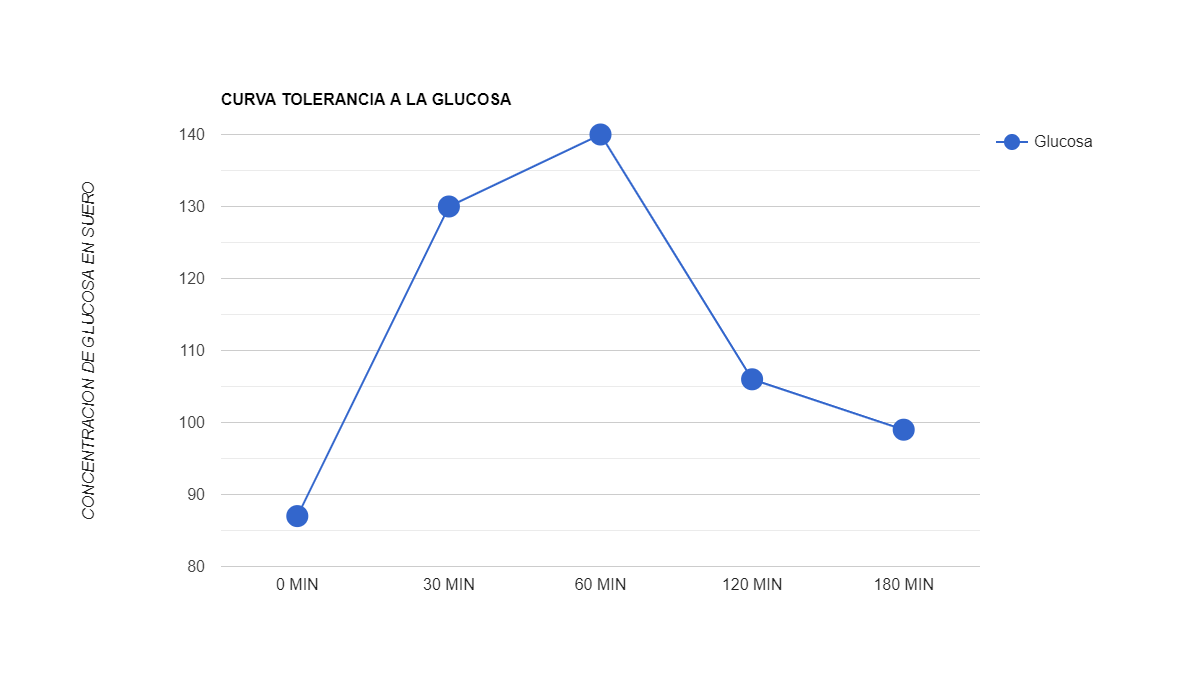 CURVA TOLERANCIA A LA GLUCOSA
Glucosa
CONCENTRACION DE GLUCOSA EN SUERO
140
130
120
110
100
90
80
0 MIN
30 MIN
60 MIN
120 MIN
180 MIN